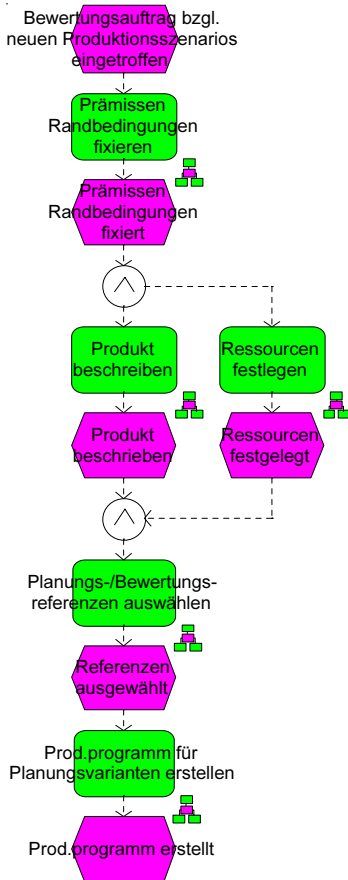 Bewertungsauftrag bzgl.
neuen Produktionsszenarios
eingetroffen
Prämissen
Randbedingungen
fixieren
Prämissen
Randbedingungen
fixiert
Produkt
beschreiben
Ressourcen
festlegen
Produkt
beschrieben
Ressourcen
festgelegt
Planungs-/Bewertungs-
referenzen auswählen
Referenzen
ausgewählt
Prod.programm für
Planungsvarianten erstellen
Prod.programm erstellt